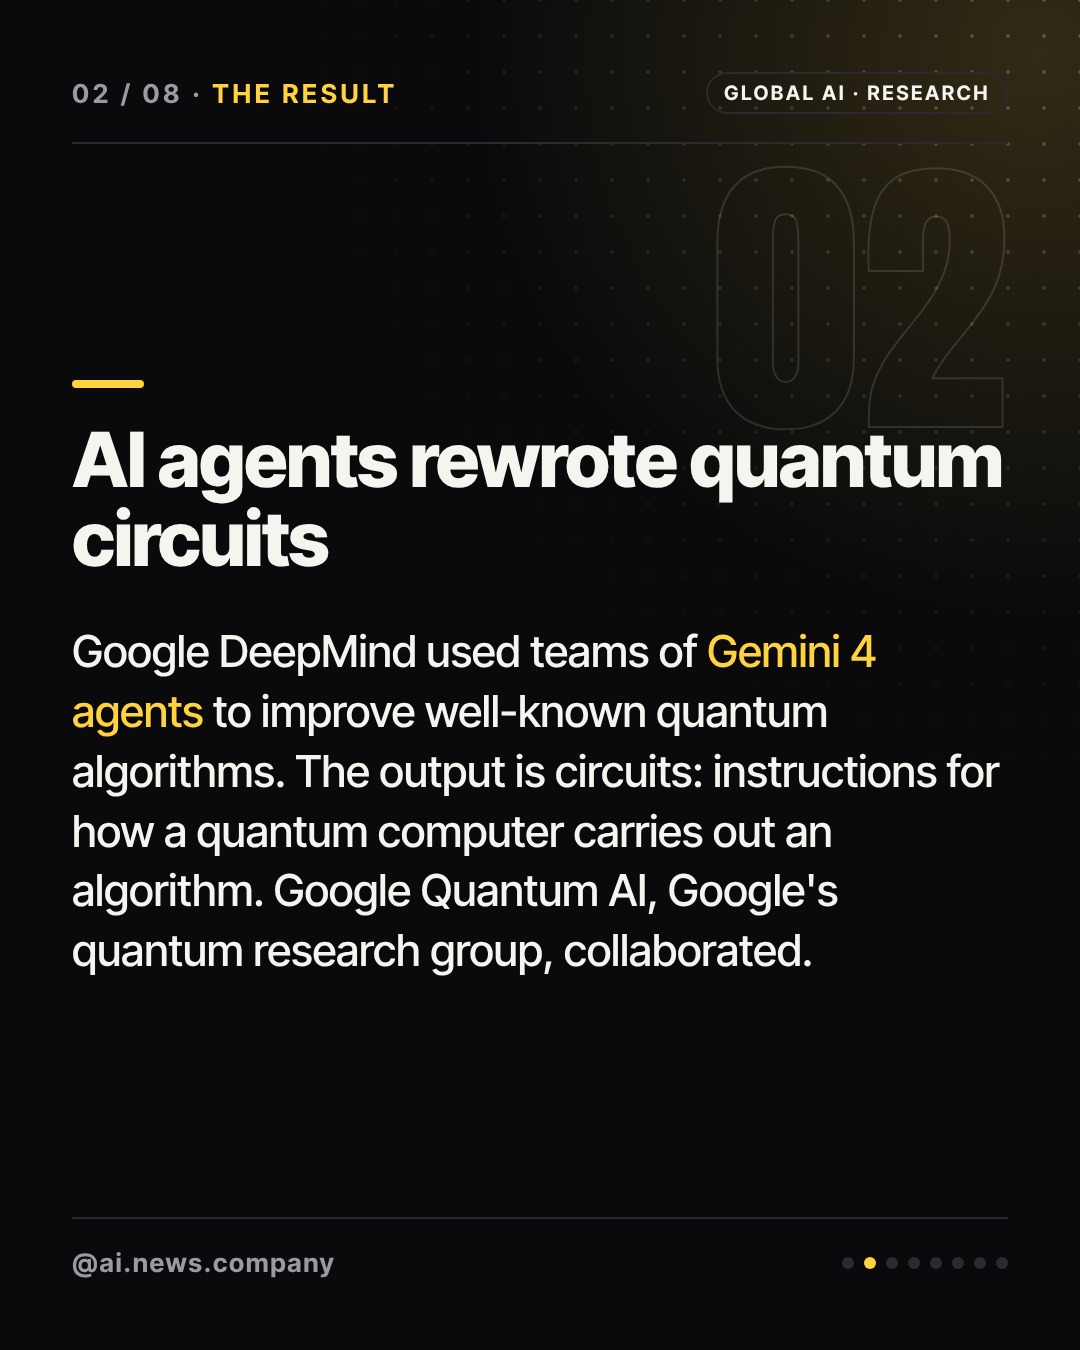 02 / 08 · THE RESULT
GLOBAL AI · RESEARCH
02
AI agents rewrote quantum
circuits
Google DeepMind used teams of Gemini 4
agents to improve well-known quantum
algorithms. The output is circuits: instructions for
how a quantum computer carries out an
algorithm. Google Quantum AI, Google's
quantum research group, collaborated.
@ai.news.company